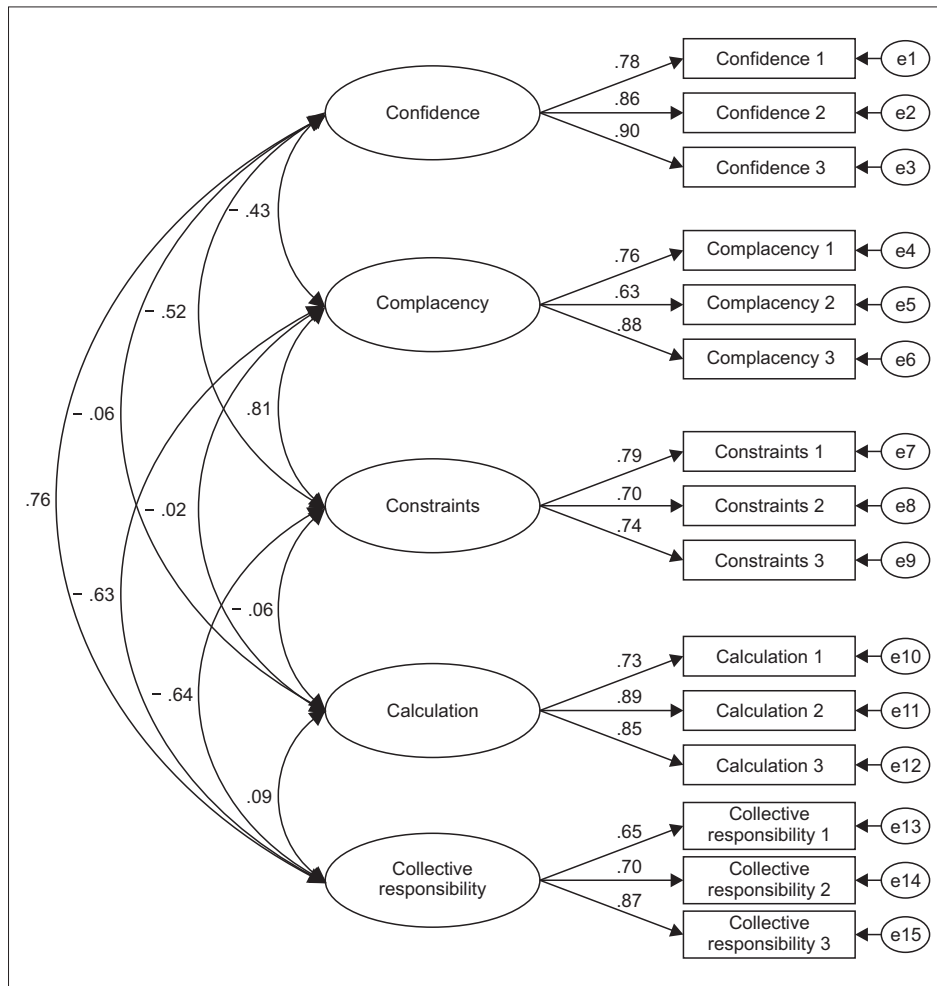 Confidence
.78
.86
.90
Confidence 1
Confidence 2
Confidence 3
e1
e2
e3
– .43
Complacency
.76
.63
.88
Complacency 1
Complacency 2
Complacency 3
e4
e5
e6
– .52
.81
– .06
.76
Constraints
.79
.70
.74
Constraints 1
Constraints 2
Constraints 3
e7
e8
e9
– .02
– .63
– .06
– .64
Calculation
.73
.89
.85
Calculation 1
Calculation 2
Calculation 3
e10
e11
e12
.09
Collective
responsibility
.65
.70
.87
Collective
responsibility 1
Collective
responsibility 2
Collective
responsibility 3
e13
e14
e15